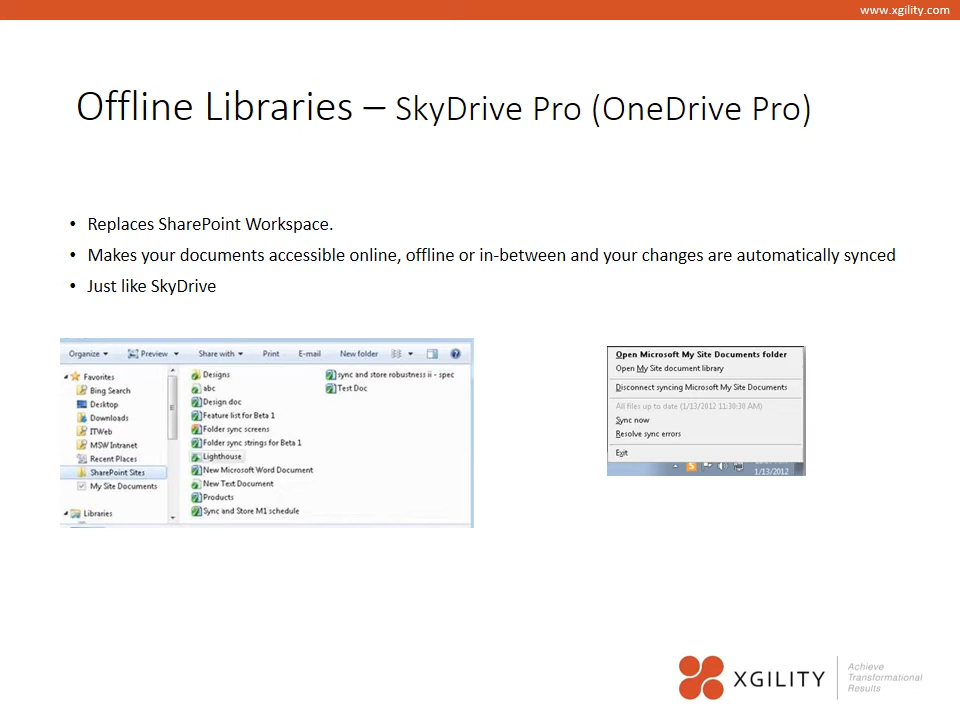 www.xgility.com
Offline Libraries – SkyDrive Pro (OneDrive Pro)
• Replaces SharePoint Workspace.
• Makes your documents accessible online, offline or in-between and your changes are automatically synced
• Just like SkyDrive
Organize Preview Share with Print E-mail New folder
Favorites
Bing Search
Desktop
Downloads
ITWeb
MSW Intranet
Recent Places
SharePoint Sites
My Site Documents
Libraries
Designs
abc
Design doc
Feature list for Beta 1
Folder sync screens
Folder sync strings for Beta 1
Lighthouse
New Microsoft Word Document
New Text Document
Products
Sync and Store M1 schedule
sync and store robustness ii - spec
Test Doc
Open Microsoft My Site Documents folder
Open My Site document library
Disconnect syncing Microsoft My Site Documents
All files up to date (1/13/2012 11:30:30 AM)
Sync now
Resolve sync errors
Exit
1/13/2012
XGILITY
Achieve
Transformational
Results